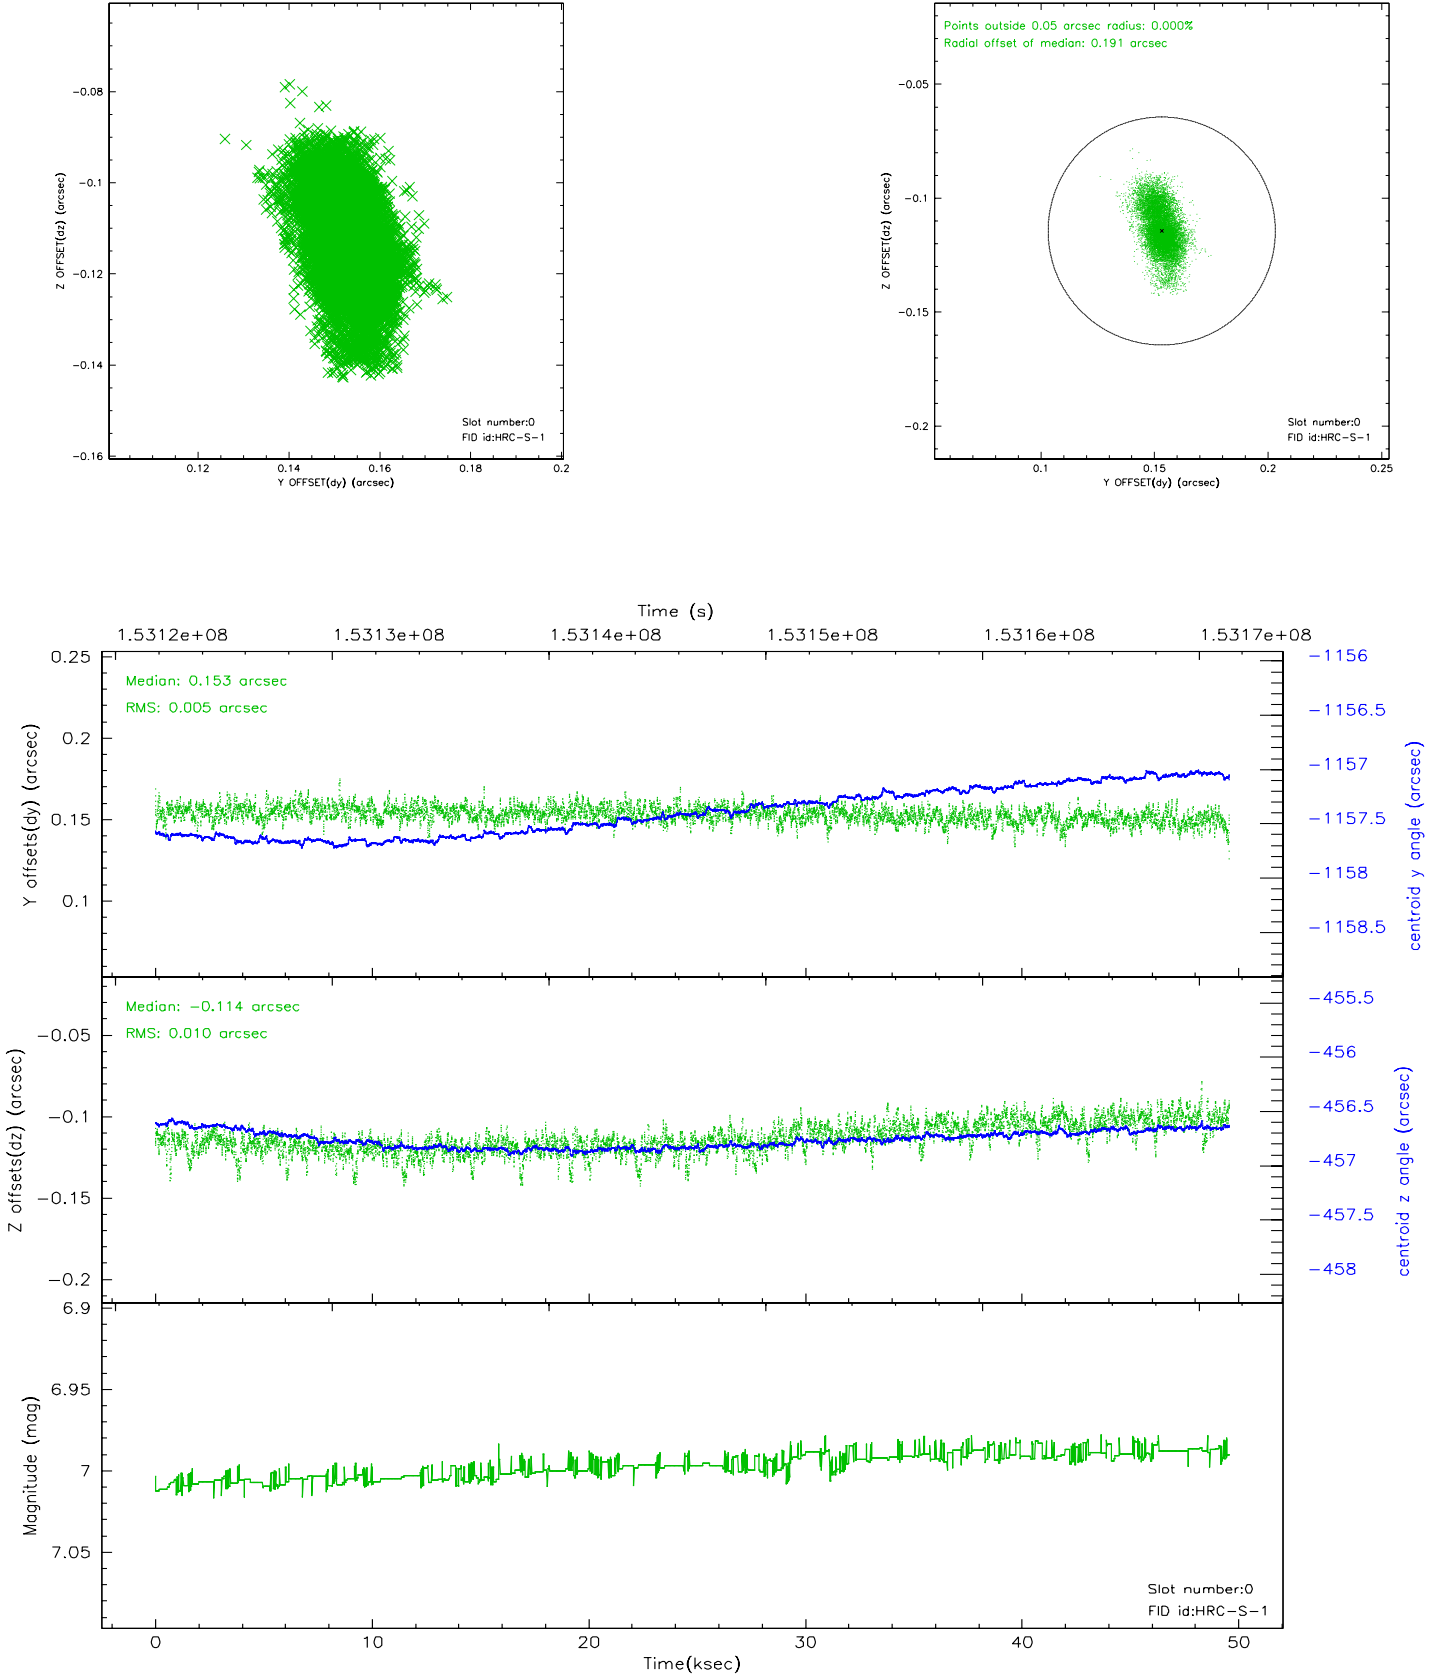 -0.08
-0.1
-0.12
-0.14
-0.16
Z OFFSET(dz) (arcsec)
Slot number:0
FID id:HRC-S-1
0.12
0.14
0.16
0.18
0.2
Y OFFSET(dy) (arcsec)
Points outside 0.05 arcsec radius: 0.000%
Radial offset of median: 0.191 arcsec
-0.05
-0.1
-0.15
-0.2
Z OFFSET(dz) (arcsec)
Slot number:0
FID id:HRC-S-1
0.1
0.15
0.2
0.25
Y OFFSET(dy) (arcsec)
Time (s)
1.5312e+08
1.5313e+08
1.5314e+08
1.5315e+08
1.5316e+08
1.5317e+08
Median: 0.153 arcsec
RMS: 0.005 arcsec
0.25
0.2
0.15
0.1
Y offsets(dy) (arcsec)
-1156
-1156.5
-1157
-1157.5
-1158
-1158.5
centroid y angle (arcsec)
Median: -0.114 arcsec
RMS: 0.010 arcsec
-0.05
-0.1
-0.15
-0.2
Z offsets(dz) (arcsec)
-455.5
-456
-456.5
-457
-457.5
-458
centroid z angle (arcsec)
6.9
6.95
7
7.05
Magnitude (mag)
Slot number:0
FID id:HRC-S-1
0
10
20
30
40
50
Time(ksec)